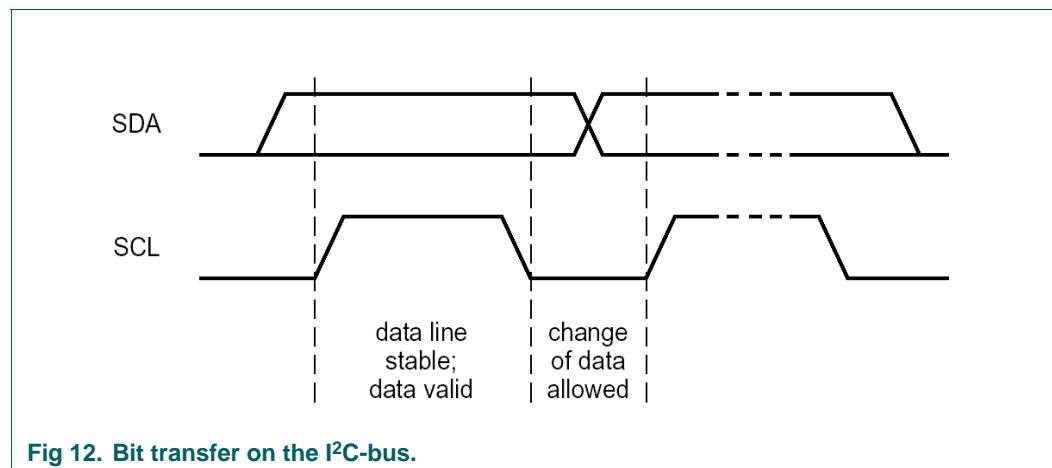 SDA
SCL
data line
stable;
data valid
change
of data
allowed
Fig 12. Bit transfer on the I²C-bus.